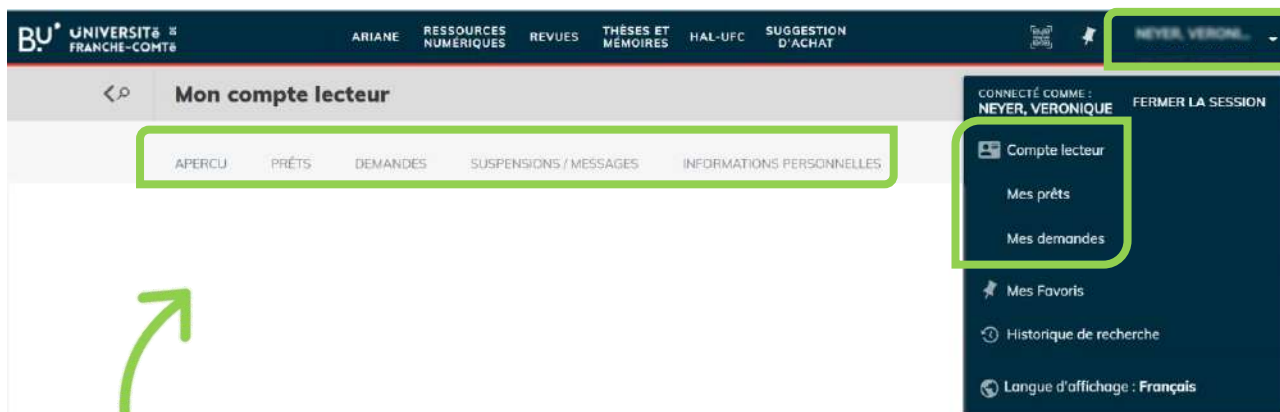 BU UNIVERSITÉ
FRANCHE-COMTÉ
ARIANE
RESSOURCES
NUMÉRIQUES
REVUES
THÈSES ET
MÉMOIRES
HAL-UFC
SUGGESTION
D'ACHAT
NEYER, VERONI...
Mon compte lecteur
APERCU PRÊTS DEMANDES SUSPENSIONS / MESSAGES INFORMATIONS PERSONNELLES
CONNECTÉ COMME :
NEYER, VERONIQUE
FERMER LA SESSION
Compte lecteur
Mes prêts
Mes demandes
Mes Favoris
Historique de recherche
Langue d'affichage : Français